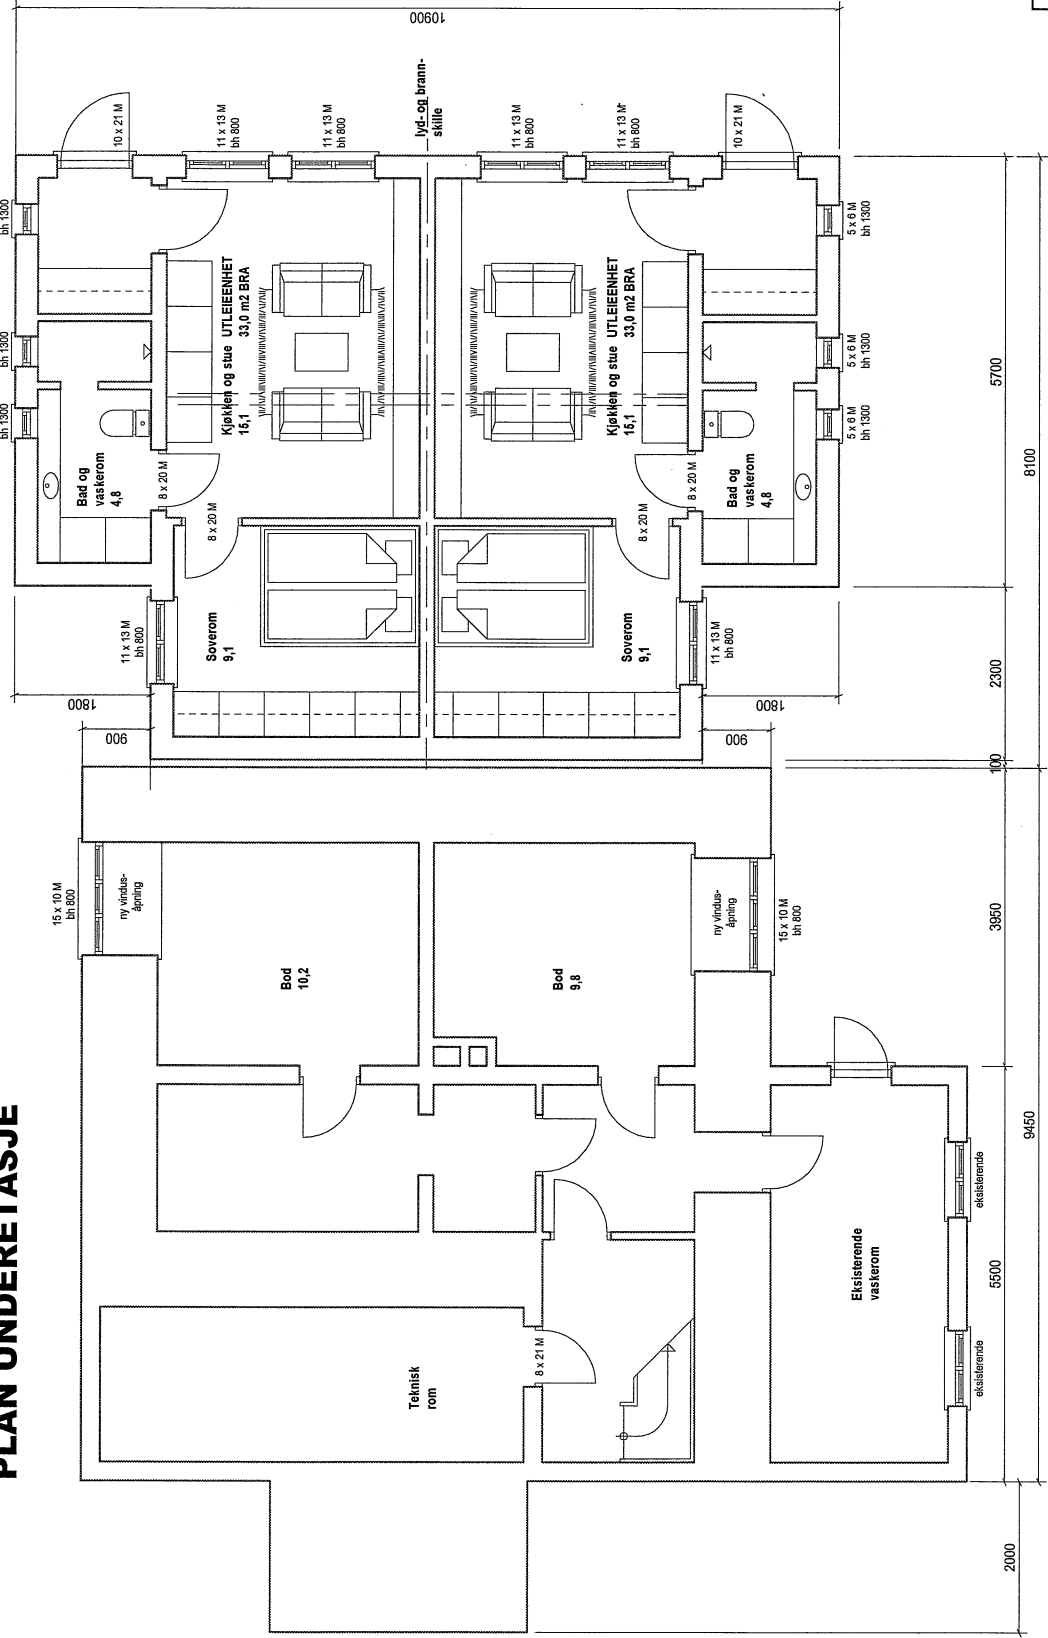 PLAN UNDERETASJE
10900
lyd- og brann-
skille
10 x 21 M
11 x 13 M
bh 800
11 x 13 M
bh 800
11 x 13 M
bh 800
11 x 13 M
bh 800
10 x 21 M
bh 1300
bh 1300
bh 1300
5 x 6 M
bh 1300
5 x 6 M
bh 1300
5 x 6 M
bh 1300
Kjøkken og stue UTLEIEENHET
15,1 33,0 m2 BRA
Kjøkken og stue UTLEIEENHET
15,1 33,0 m2 BRA
Bad og
vaskerom
4,8
8 x 20 M
8 x 20 M
Bad og
vaskerom
4,8
8 x 20 M
8 x 20 M
11 x 13 M
bh 800
Soverom
9,1
Soverom
9,1
11 x 13 M
bh 800
1800
900
1800
900
5700
2300
100
8100
3950
9450
5500
2000
15 x 10 M
bh 800
ny vindus-
åpning
Bod
10,2
Bod
9,8
ny vindus-
åpning
15 x 10 M
bh 800
Teknisk
rom
8 x 21 M
Eksisterende
vaskerom
eksisterende
eksisterende